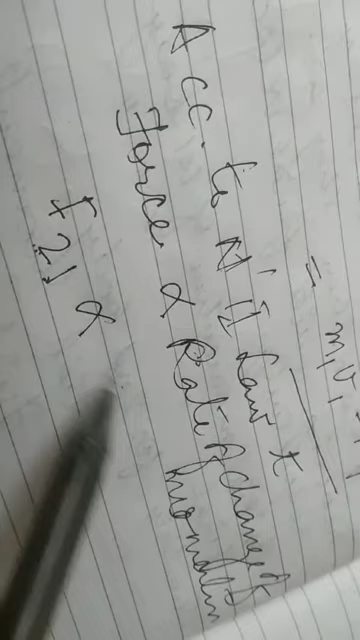 = m₁v₁
t
Acc. to N'II Law
Force α Rate of change of
momentum
F₂₁ α